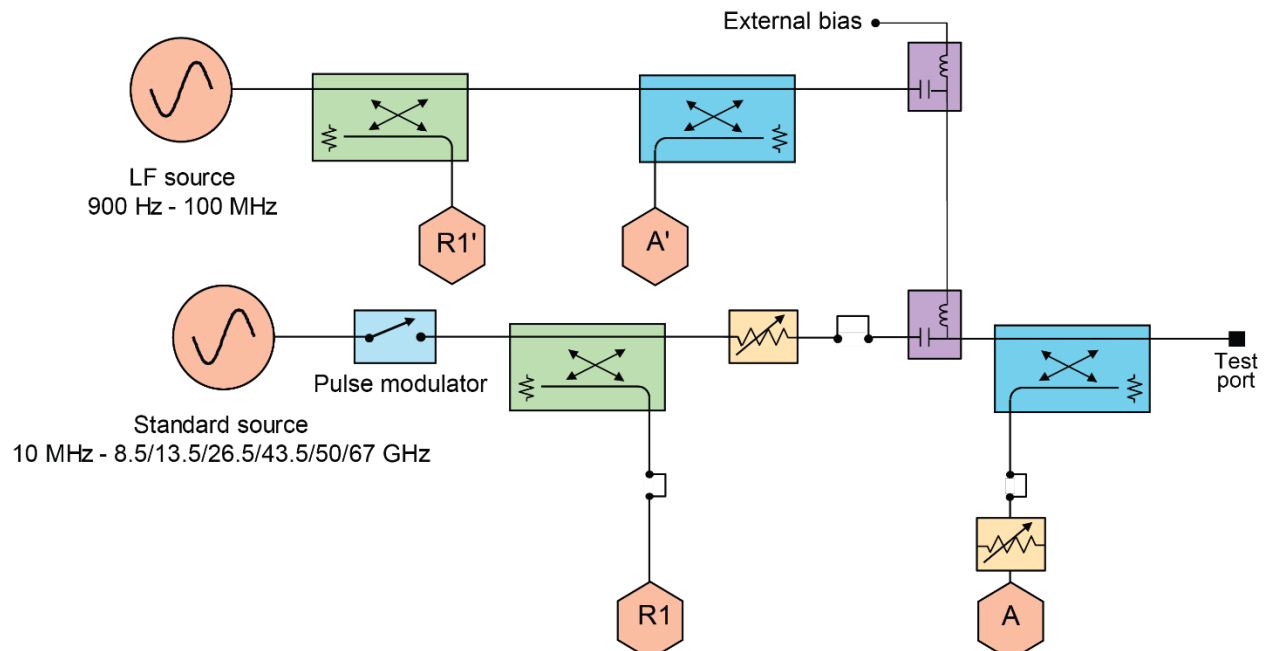 External bias
LF source
900 Hz - 100 MHz
R1'
A'
Pulse modulator
Standard source
10 MHz - 8.5/13.5/26.5/43.5/50/67 GHz
Test
port
R1
A